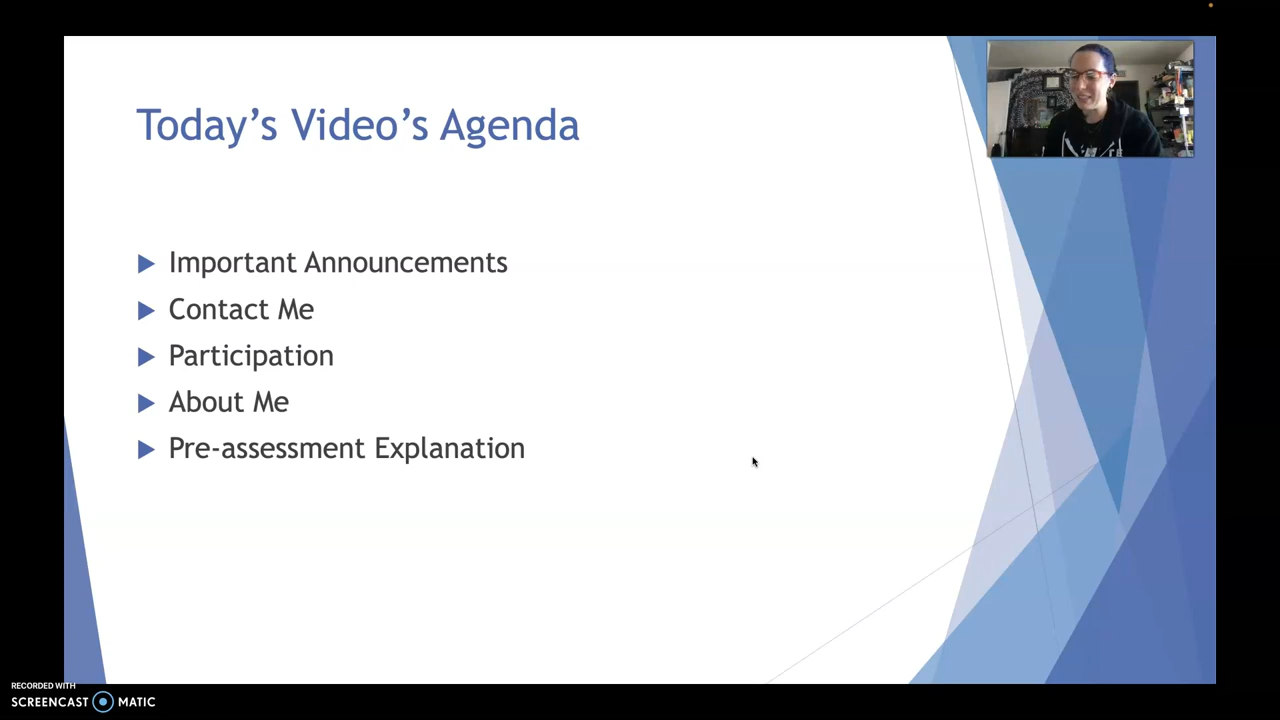 Today's Video's Agenda
Important Announcements
Contact Me
Participation
About Me
Pre-assessment Explanation
RECORDED WITH
SCREENCAST MATIC